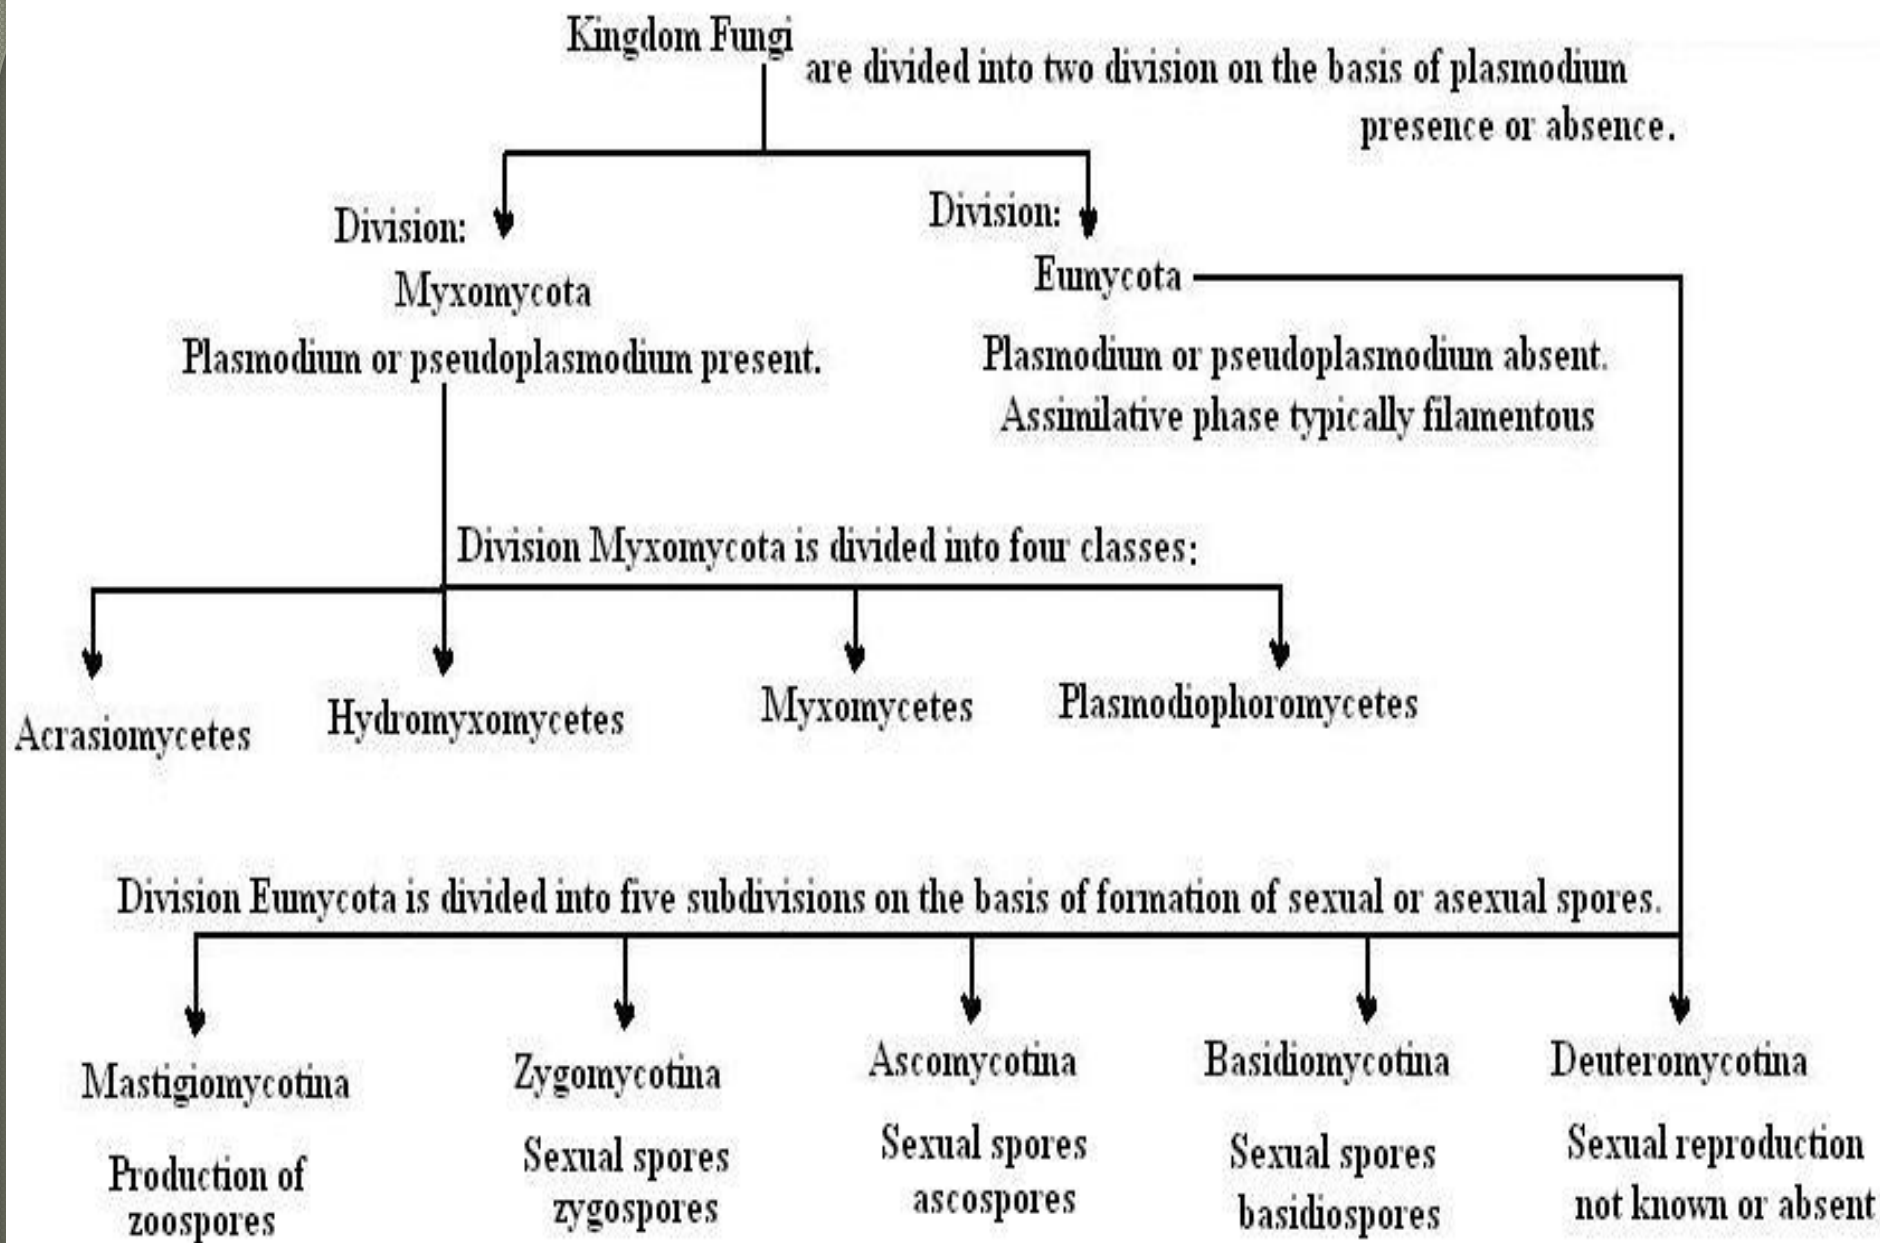 Kingdom Fungi
are divided into two division on the basis of plasmodium
presence or absence.
Division:
Myxomycota
Plasmodium or pseudoplasmodium present.
Division:
Eumycota
Plasmodium or pseudoplasmodium absent.
Assimilative phase typically filamentous
Division Myxomycota is divided into four classes:
Acrasiomycetes
Hydromyxomycetes
Myxomycetes
Plasmodiophoromycetes
Division Eumycota is divided into five subdivisions on the basis of formation of sexual or asexual spores.
Mastigiomycotina
Production of
zoospores
Zygomycotina
Sexual spores
zygospores
Ascomycotina
Sexual spores
ascospores
Basidiomycotina
Sexual spores
basidiospores
Deuteromycotina
Sexual reproduction
not known or absent